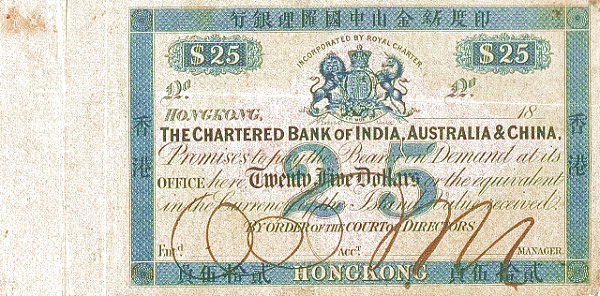 印度新金山中國匯理銀行
$25
$25
INCORPORATED BY ROYAL CHARTER.
No
No
HONGKONG,
18
THE CHARTERED BANK OF INDIA, AUSTRALIA & CHINA,
Promises to pay the Bearer on Demand at its
OFFICE here Twenty Five Dollars or the equivalent
in the Currency of the Island Value received.
25
BY ORDER OF THE COURT OF DIRECTORS
Entd
Acct
MANAGER
香港
香港
貳拾伍員
HONGKONG
貳拾伍員